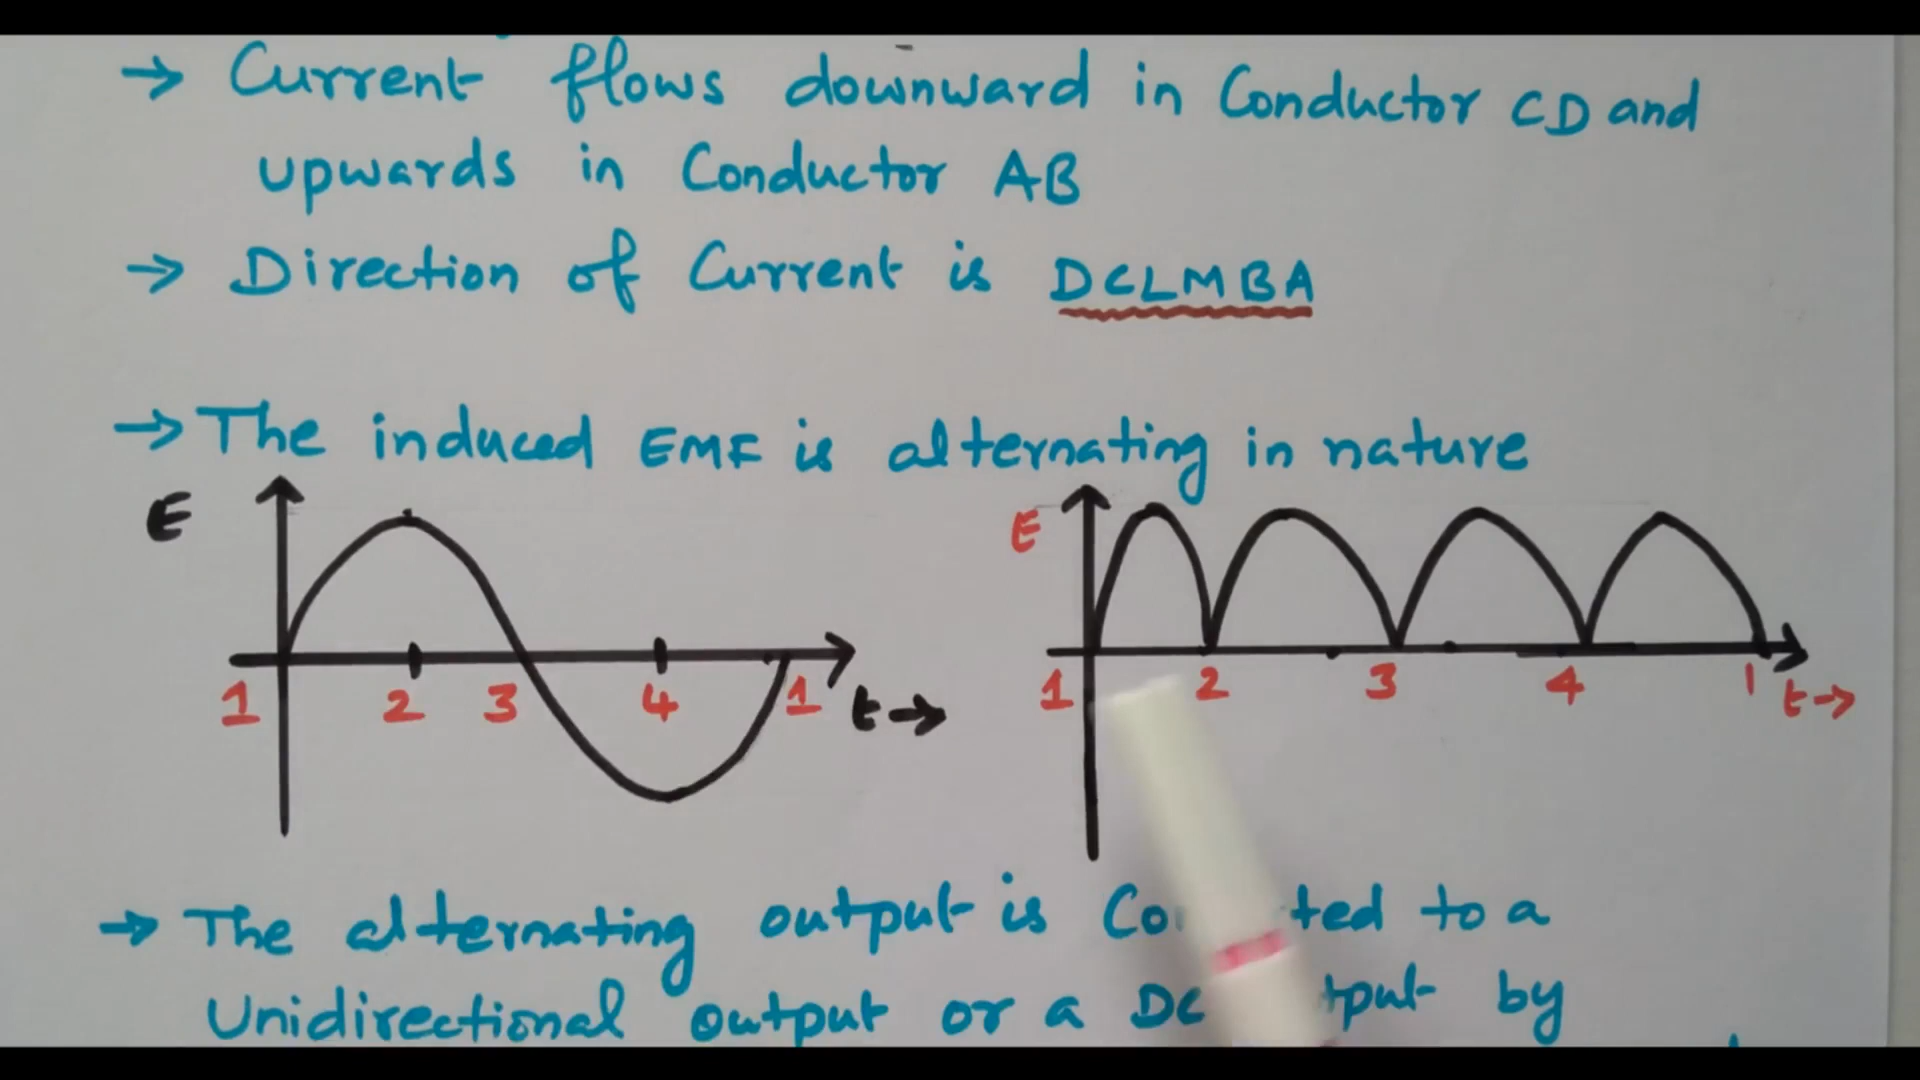 → Current flows downward in Conductor CD and
upwards in Conductor AB
→ Direction of Current is DCLMBA
→ The induced EMF is alternating in nature
E
E
1 2 3 4 1 t→
1 2 3 4 1 t→
→ The alternating output is to a
Unidirectional output or a DC by